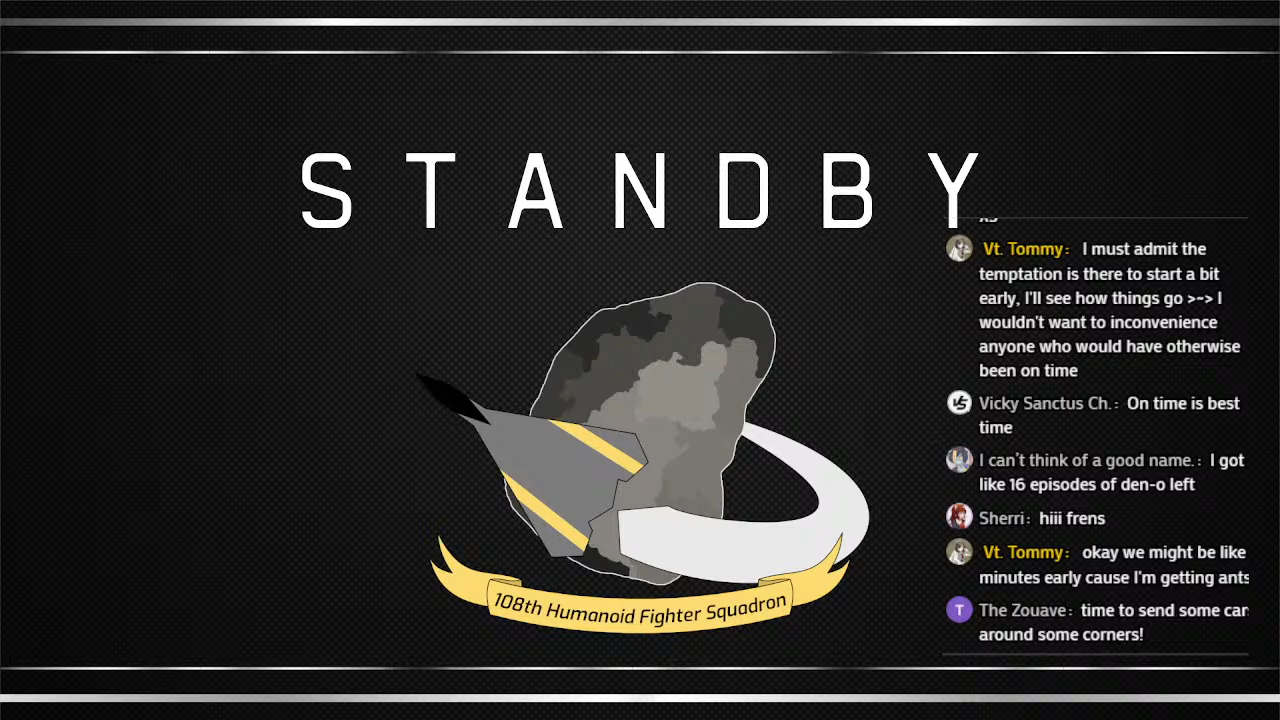 STANDBY
Vt. Tommy: I must admit the
temptation is there to start a bit
early, I'll see how things go >~> I
wouldn't want to inconvenience
anyone who would have otherwise
been on time
Vicky Sanctus Ch.: On time is best
time
I can't think of a good name.: I got
like 16 episodes of den-o left
Sherri: hiii frens
Vt. Tommy: okay we might be like
minutes early cause I'm getting ants
T The Zouave: time to send some car
around some corners!
108th Humanoid Fighter Squadron